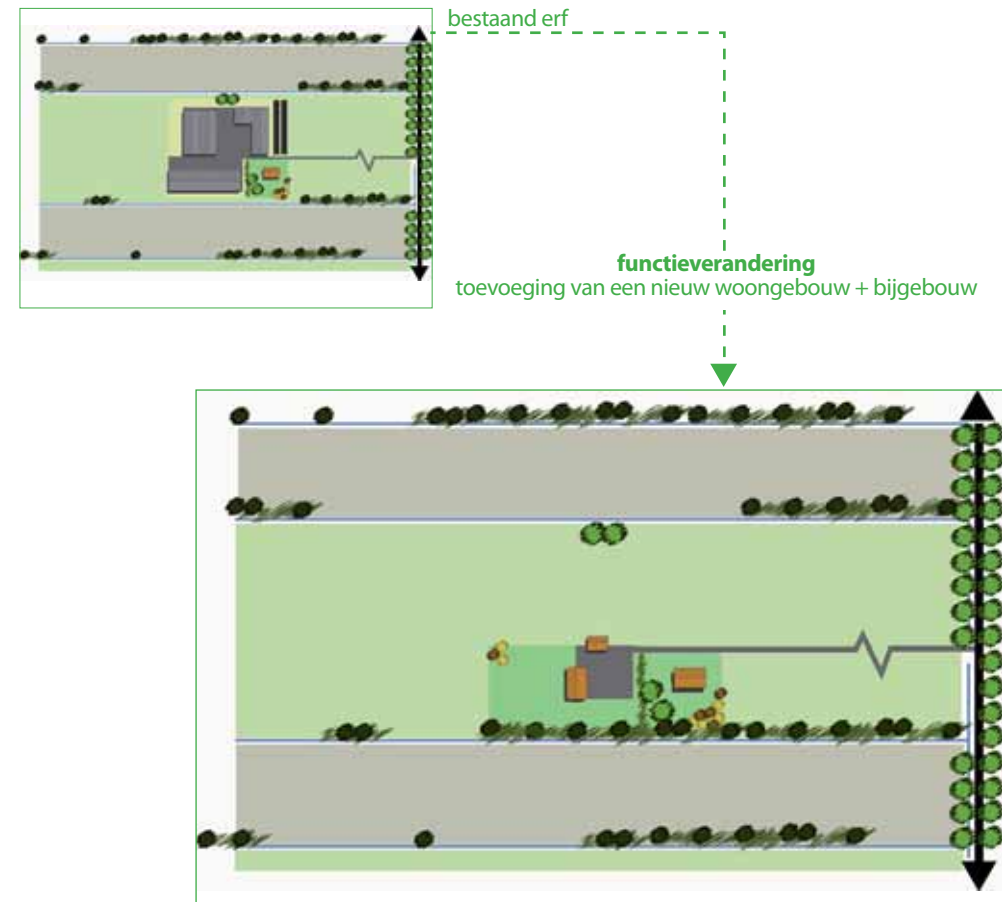 bestaand erf
functieverandering
toevoeging van een nieuw woongebouw + bijgebouw